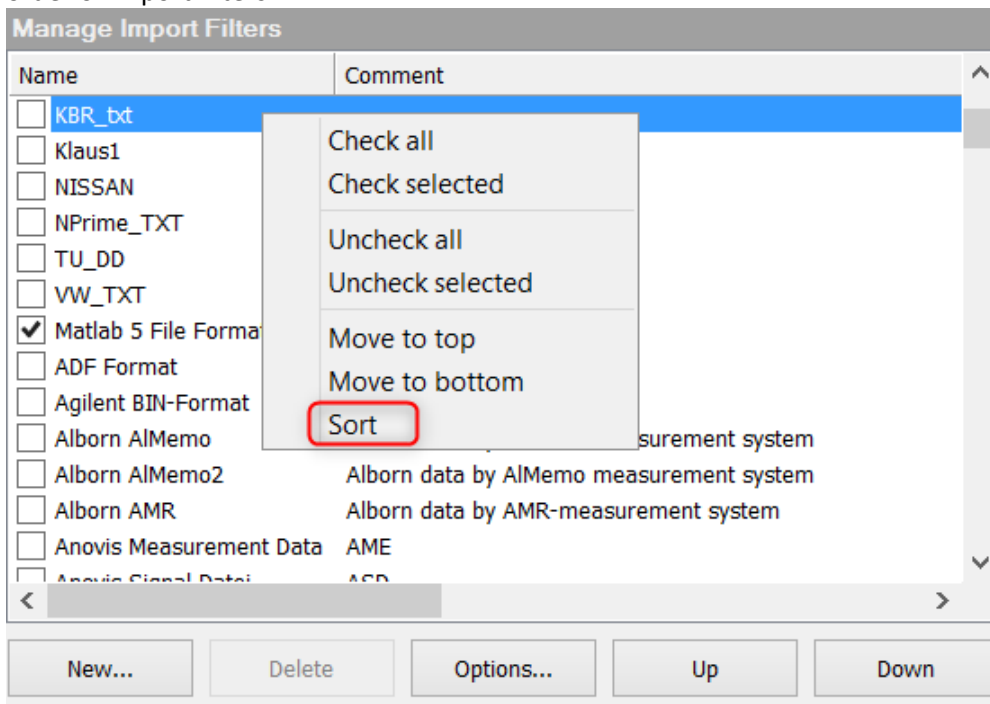 Manage Import Filters
Name Comment
KBR_txt
Klaus1
NISSAN
NPrime_TXT
TU_DD
VW_TXT
Matlab 5 File Format
ADF Format
Agilent BIN-Format
Alborn AlMemo surement system
Alborn AlMemo2 Alborn data by AlMemo measurement system
Alborn AMR Alborn data by AMR-measurement system
Anovis Measurement Data AME
Check all
Check selected
Uncheck all
Uncheck selected
Move to top
Move to bottom
Sort
New... Delete Options... Up Down